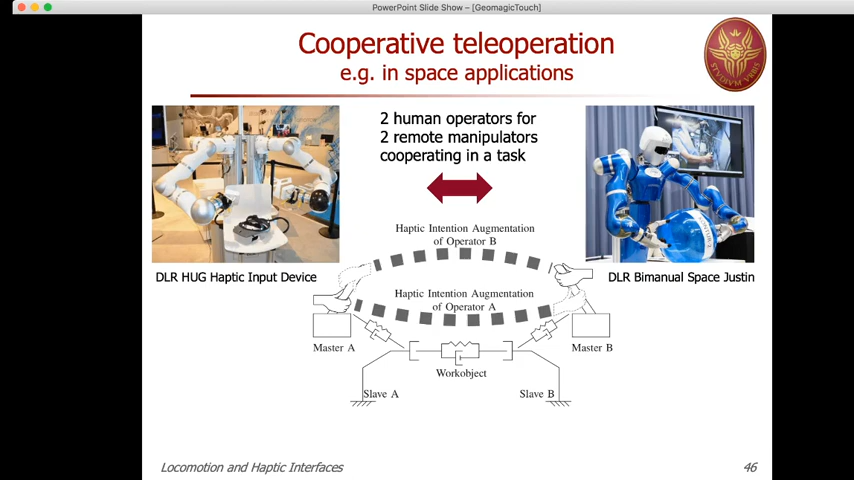 PowerPoint Slide Show – [GeomagicTouch]
Cooperative teleoperation
e.g. in space applications
2 human operators for
2 remote manipulators
cooperating in a task
Haptic Intention Augmentation
of Operator B
DLR HUG Haptic Input Device
DLR Bimanual Space Justin
Haptic Intention Augmentation
of Operator A
Master A
Master B
Workobject
Slave A
Slave B
Locomotion and Haptic Interfaces
46